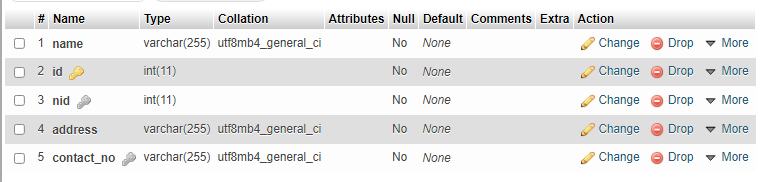 # Name Type Collation Attributes Null Default Comments Extra Action
1 name varchar(255) utf8mb4_general_ci No None Change Drop More
2 id int(11) No None Change Drop More
3 nid int(11) No None Change Drop More
4 address varchar(255) utf8mb4_general_ci No None Change Drop More
5 contact_no varchar(255) utf8mb4_general_ci No None Change Drop More